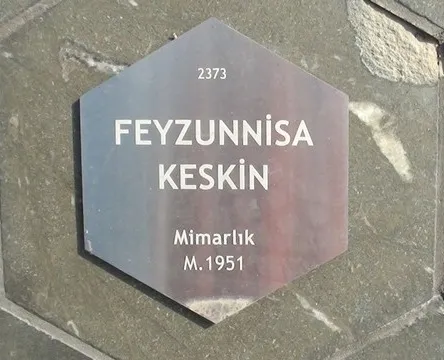 2373
FEYZUNNİSA
KESKİN
Mimarlık
M.1951